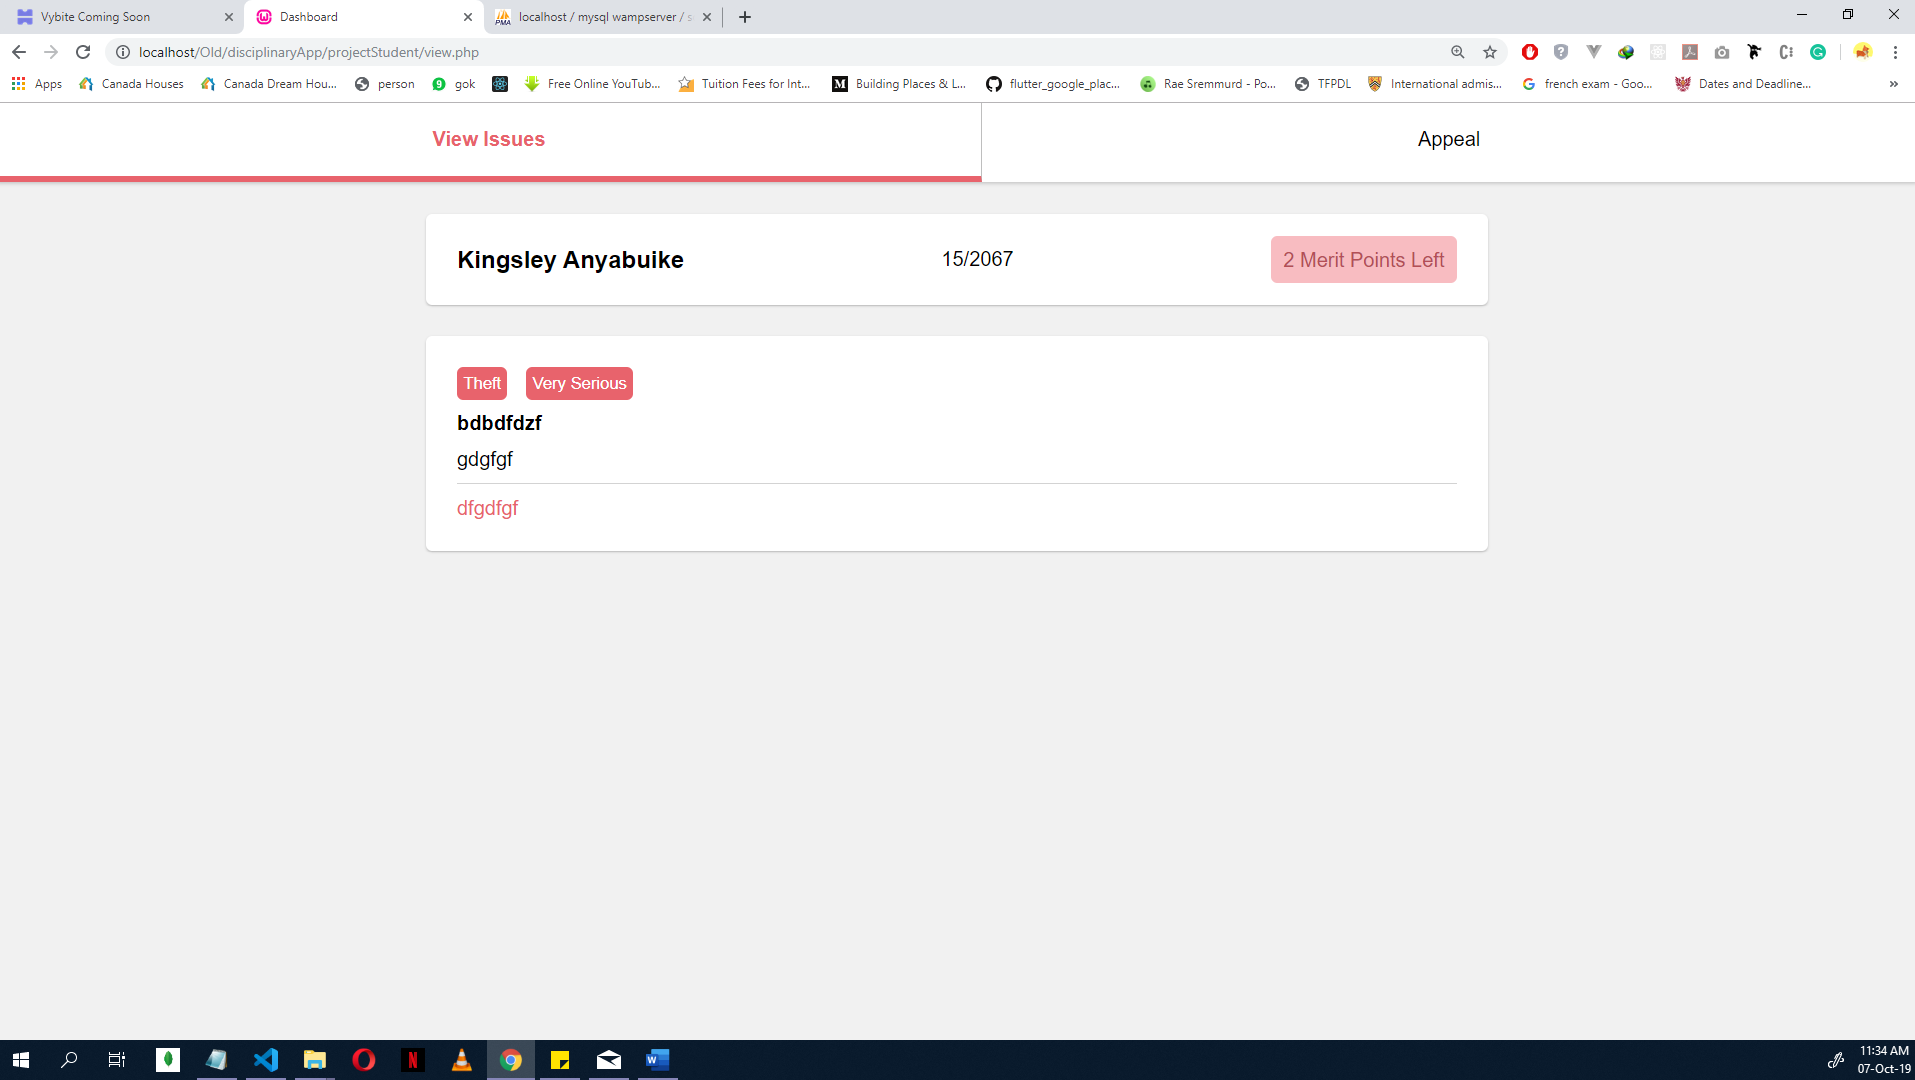 Vybite Coming Soon
Dashboard
localhost / mysql wampserver /
localhost/Old/disciplinaryApp/projectStudent/view.php
Apps
Canada Houses
Canada Dream Hou...
person
gok
Free Online YouTub...
Tuition Fees for Int...
Building Places & L...
flutter_google_plac...
Rae Sremmurd - Po...
TFPDL
International admis...
french exam - Goo...
Dates and Deadline...
»
View Issues
Appeal
Kingsley Anyabuike
15/2067
2 Merit Points Left
Theft
Very Serious
bdbdfdzf
gdgfgf
dfgdfgf
11:34 AM
07-Oct-19